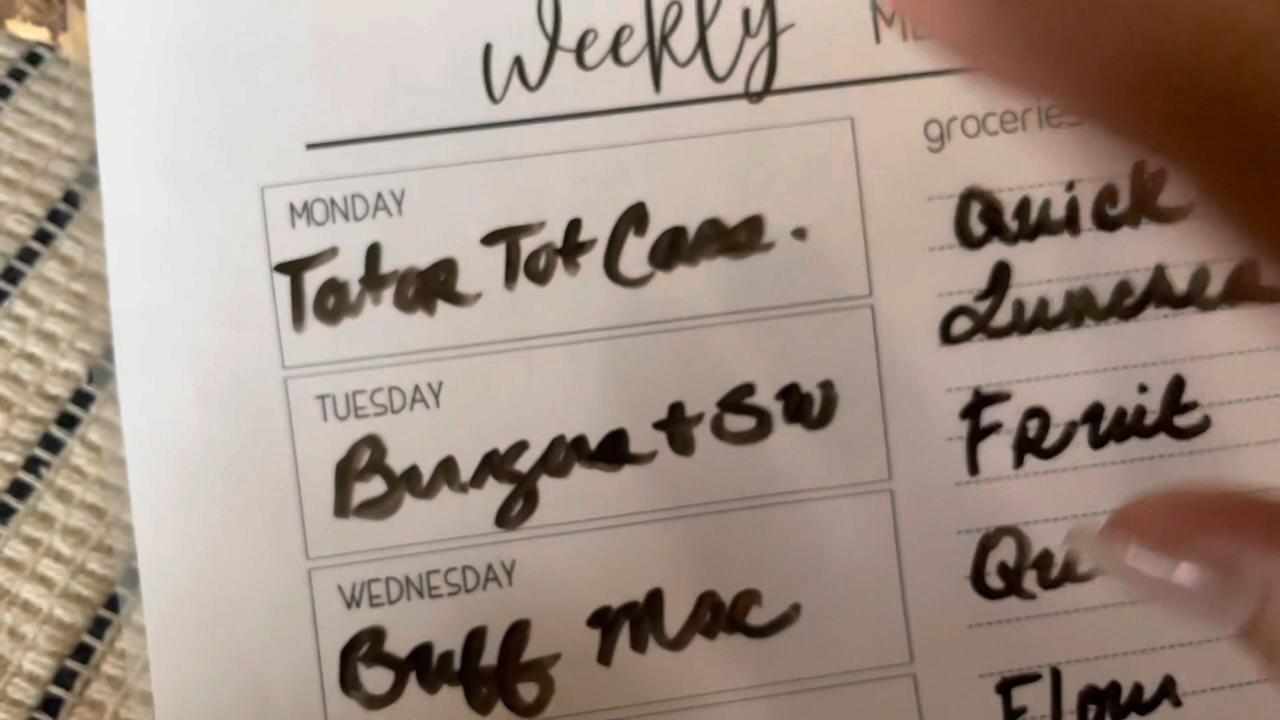 Weekly
groceries
MONDAY
Tator Tot Cass.
Quick
TUESDAY
Burgers + SW
Fruit
WEDNESDAY
Buff Mac
Flour